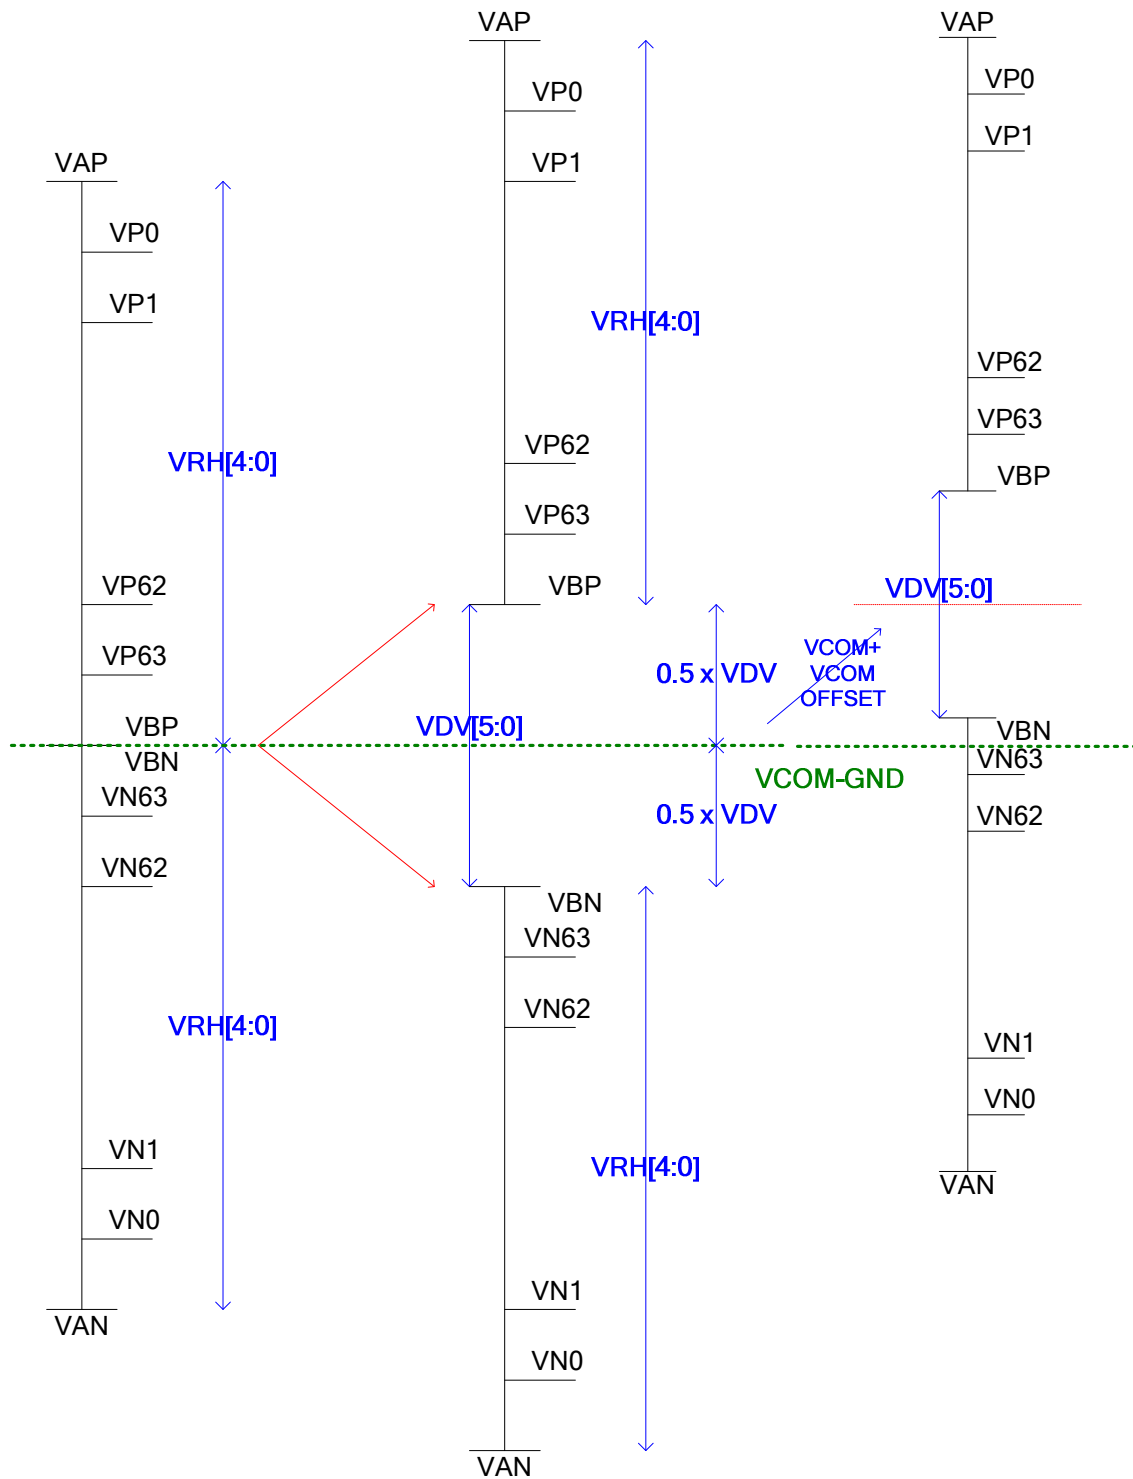 VAP
VP0
VP1
VRH[4:0]
VP62
VP63
VBP
VBN
VN63
VN62
VRH[4:0]
VN1
VN0
VAN
VAP
VP0
VP1
VRH[4:0]
VP62
VP63
VBP
VDV[5:0]
0.5 x VDV
0.5 x VDV
VBN
VN63
VN62
VRH[4:0]
VN1
VN0
VAN
VCOM+
VCOM
OFFSET
VCOM-GND
VAP
VP0
VP1
VP62
VP63
VBP
VDV[5:0]
VBN
VN63
VN62
VN1
VN0
VAN